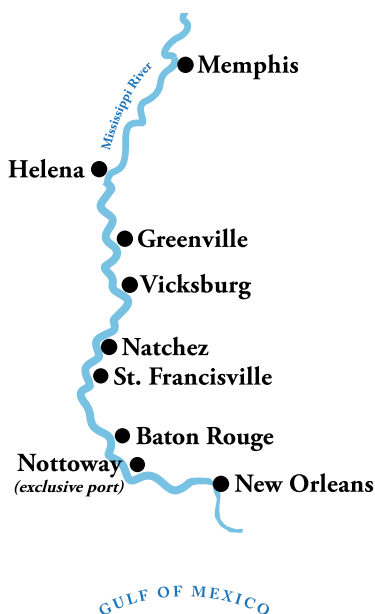 Memphis
Mississippi River
Helena
Greenville
Vicksburg
Natchez
St. Francisville
Baton Rouge
Nottoway
(exclusive port)
New Orleans
GULF OF MEXICO